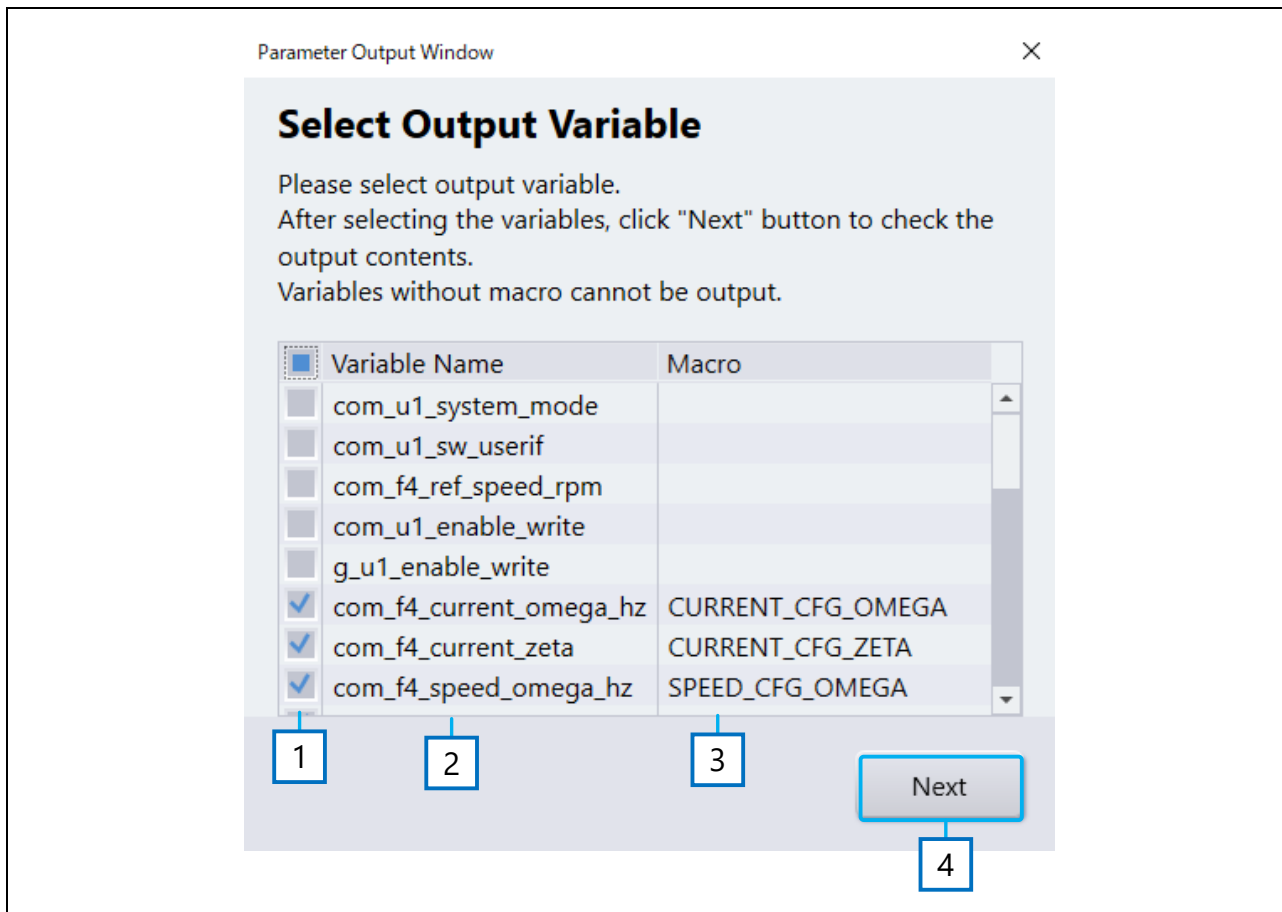 Parameter Output Window
Select Output Variable
Please select output variable.
After selecting the variables, click "Next" button to check the
output contents.
Variables without macro cannot be output.
Variable Name Macro
com_u1_system_mode
com_u1_sw_userif
com_f4_ref_speed_rpm
com_u1_enable_write
g_u1_enable_write
com_f4_current_omega_hz CURRENT_CFG_OMEGA
com_f4_current_zeta CURRENT_CFG_ZETA
com_f4_speed_omega_hz SPEED_CFG_OMEGA
1 2 3
Next
4